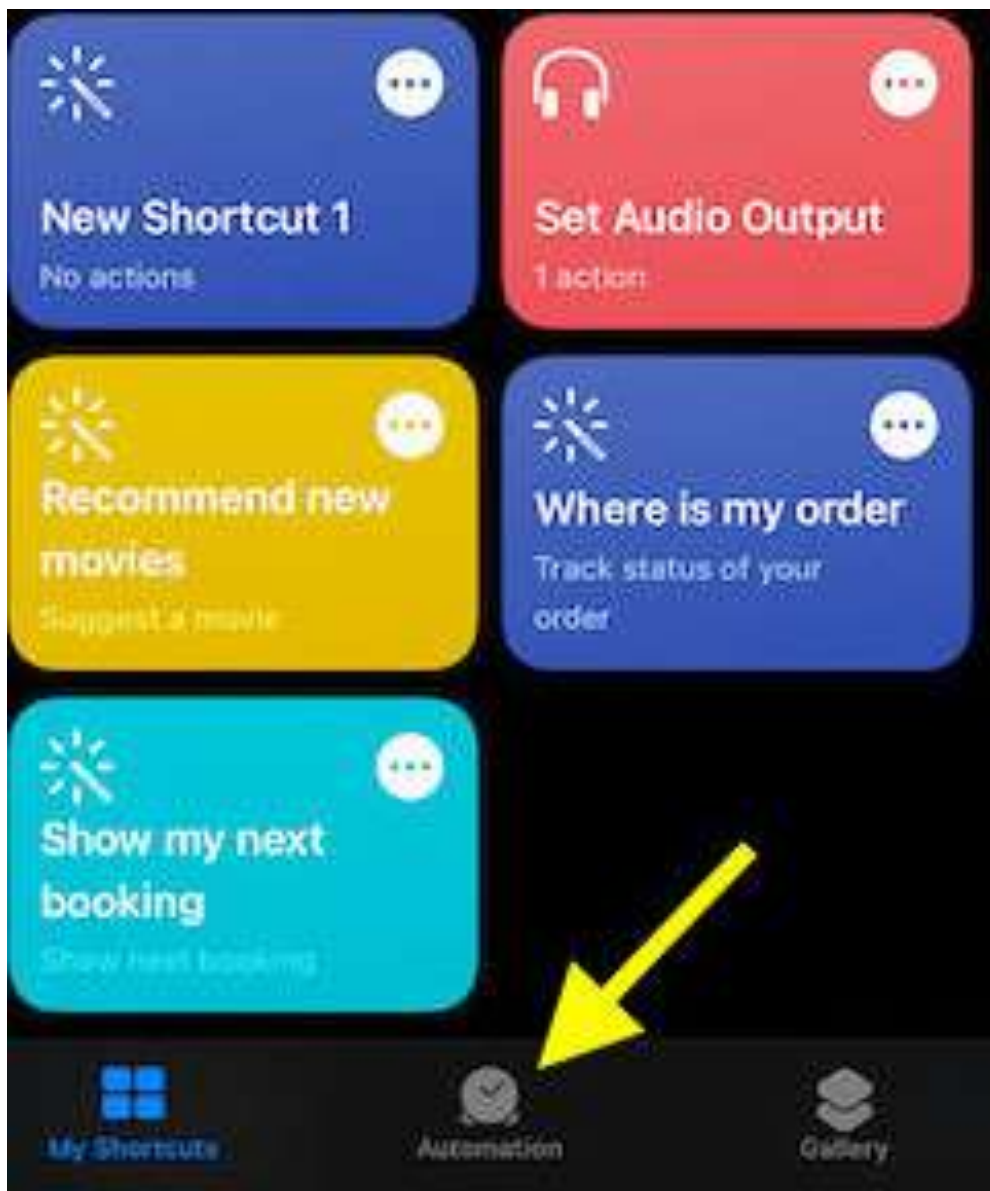 New Shortcut 1
No actions
Set Audio Output
1 action
Recommend new
movies
Suggest a movie
Where is my order
Track status of your
order
Show my next
booking
Show next booking
My Shortcuts
Automation
Gallery